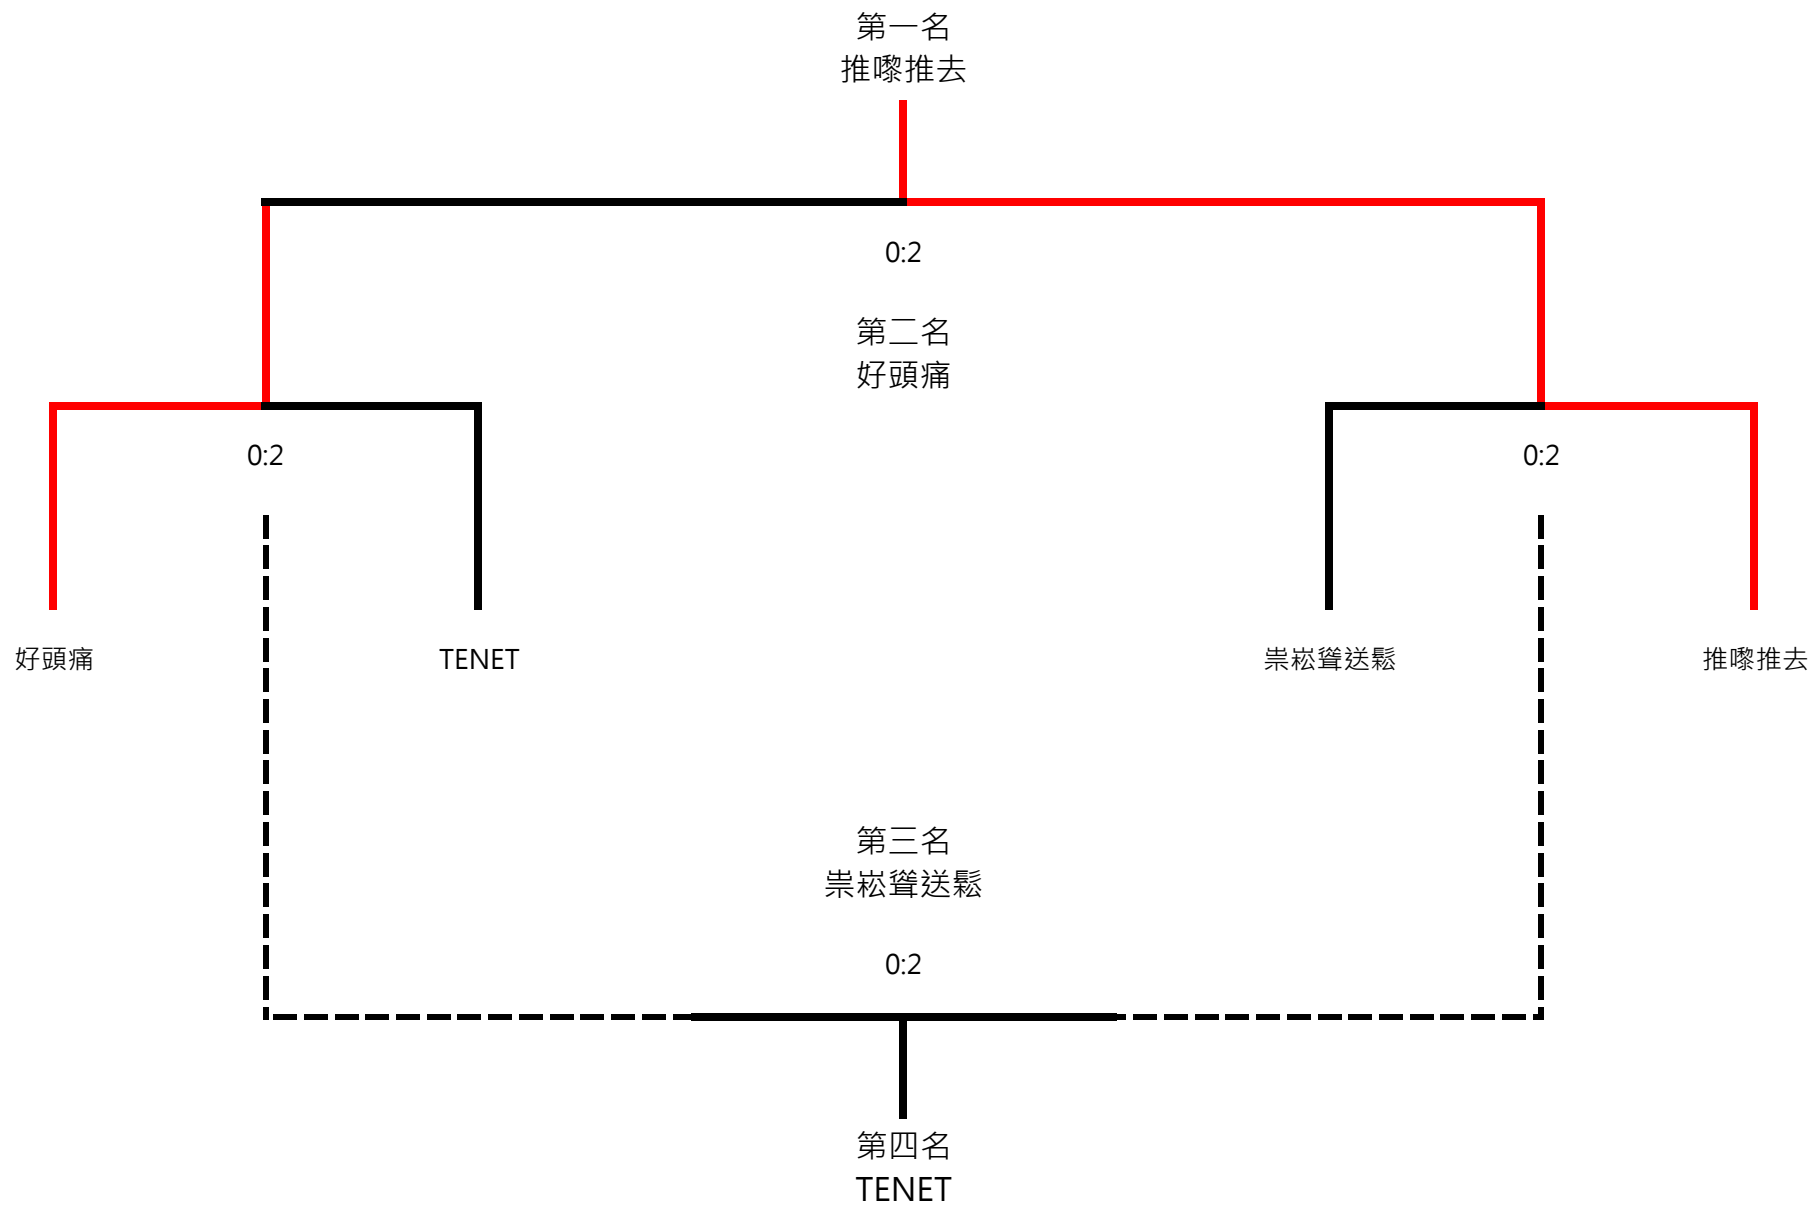 第一名
推嚟推去
0:2
第二名
好頭痛
0:2
0:2
好頭痛
TENET
祟崧聳送鬆
推嚟推去
第三名
祟崧聳送鬆
0:2
第四名
TENET